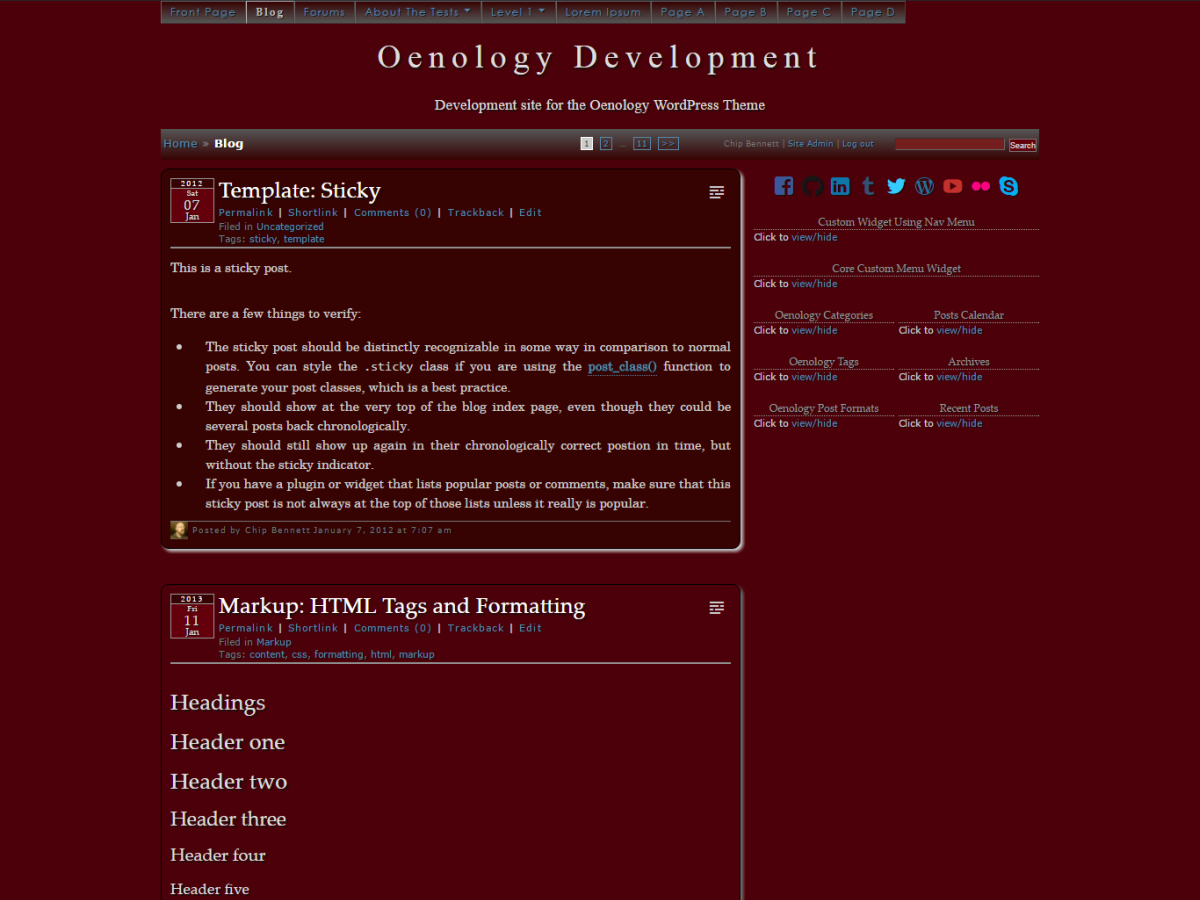 Front Page Blog Forums About The Tests Level 1 Lorem Ipsum Page A Page B Page C Page D
Oenology Development
Development site for the Oenology WordPress Theme
Home » Blog
1 2 ... 11 >>
Chip Bennett | Site Admin | Log out
Search
2012
Sat
07
Jan
Template: Sticky
Permalink | Shortlink | Comments (0) | Trackback | Edit
Filed in Uncategorized
Tags: sticky, template
This is a sticky post.
There are a few things to verify:
• The sticky post should be distinctly recognizable in some way in comparison to normal
posts. You can style the .sticky class if you are using the post_class() function to
generate your post classes, which is a best practice.
• They should show at the very top of the blog index page, even though they could be
several posts back chronologically.
• They should still show up again in their chronologically correct postion in time, but
without the sticky indicator.
• If you have a plugin or widget that lists popular posts or comments, make sure that this
sticky post is not always at the top of those lists unless it really is popular.
Posted by Chip Bennett January 7, 2012 at 7:07 am
2013
Fri
11
Jan
Markup: HTML Tags and Formatting
Permalink | Shortlink | Comments (0) | Trackback | Edit
Filed in Markup
Tags: content, css, formatting, html, markup
Headings
Header one
Header two
Header three
Header four
Header five
Custom Widget Using Nav Menu
Click to view/hide
Core Custom Menu Widget
Click to view/hide
Oenology Categories
Click to view/hide
Posts Calendar
Click to view/hide
Oenology Tags
Click to view/hide
Archives
Click to view/hide
Oenology Post Formats
Click to view/hide
Recent Posts
Click to view/hide